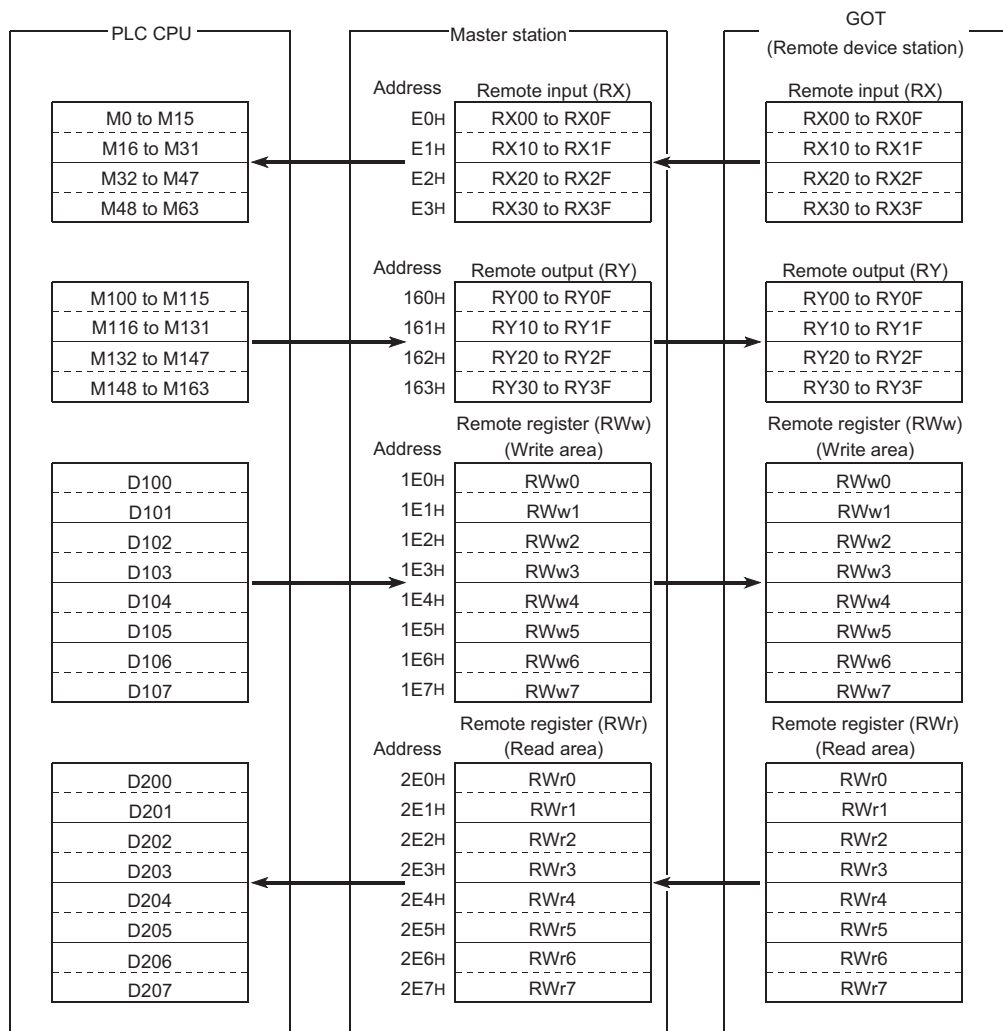 PLC CPU Master station GOT
(Remote device station)
Address Remote input (RX) Remote input (RX)
M0 to M15 E0H RX00 to RX0F RX00 to RX0F
M16 to M31 E1H RX10 to RX1F RX10 to RX1F
M32 to M47 E2H RX20 to RX2F RX20 to RX2F
M48 to M63 E3H RX30 to RX3F RX30 to RX3F
Address Remote output (RY) Remote output (RY)
M100 to M115 160H RY00 to RY0F RY00 to RY0F
M116 to M131 161H RY10 to RY1F RY10 to RY1F
M132 to M147 162H RY20 to RY2F RY20 to RY2F
M148 to M163 163H RY30 to RY3F RY30 to RY3F
Remote register (RWw) Remote register (RWw)
Address (Write area) (Write area)
D100 1E0H RWw0 RWw0
D101 1E1H RWw1 RWw1
D102 1E2H RWw2 RWw2
D103 1E3H RWw3 RWw3
D104 1E4H RWw4 RWw4
D105 1E5H RWw5 RWw5
D106 1E6H RWw6 RWw6
D107 1E7H RWw7 RWw7
Remote register (RWr) Remote register (RWr)
Address (Read area) (Read area)
D200 2E0H RWr0 RWr0
D201 2E1H RWr1 RWr1
D202 2E2H RWr2 RWr2
D203 2E3H RWr3 RWr3
D204 2E4H RWr4 RWr4
D205 2E5H RWr5 RWr5
D206 2E6H RWr6 RWr6
D207 2E7H RWr7 RWr7